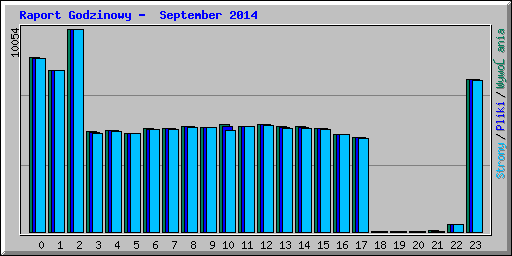 Raport Godzinowy -  September 2014
10054
Strony / Pliki /
0 1 2 3 4 5 6 7 8 9 10 11 12 13 14 15 16 17 18 19 20 21 22 23